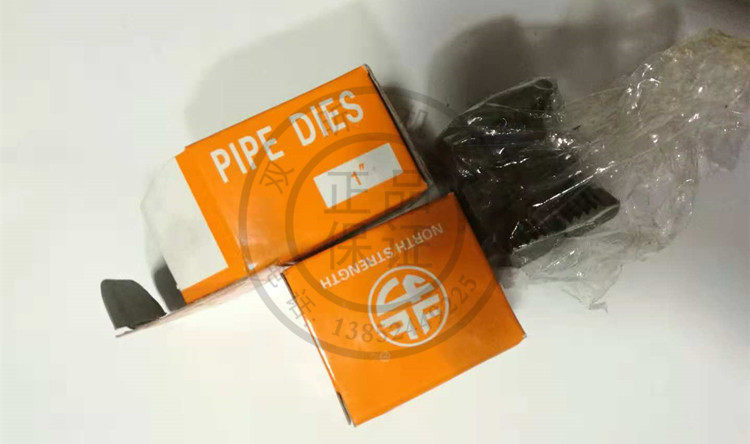 PIPE DIES
1"
NORTH STRENGTH
正品
保证